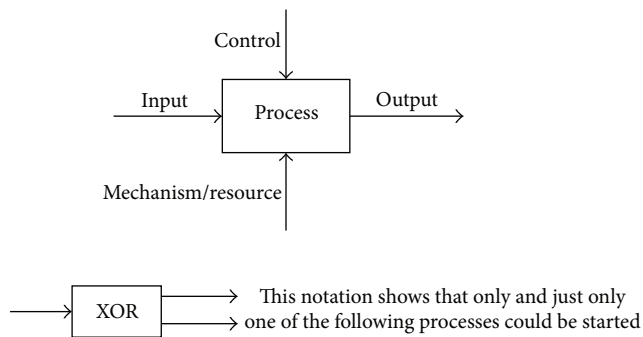 Control
Input
Process
Output
Mechanism/resource
XOR
This notation shows that only and just only
one of the following processes could be started